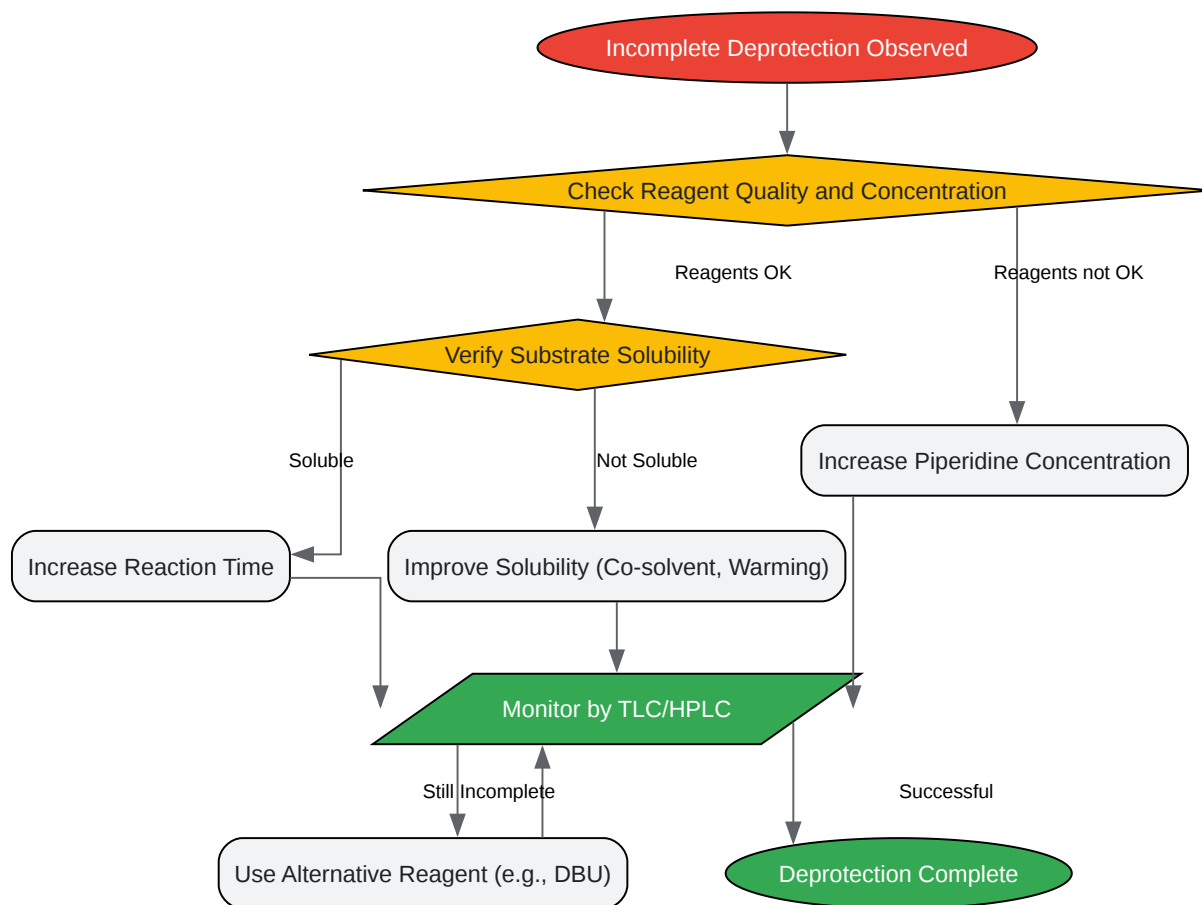 Incomplete Deprotection Observed
Check Reagent Quality and Concentration
Reagents OK
Reagents not OK
Verify Substrate Solubility
Soluble
Not Soluble
Increase Piperidine Concentration
Increase Reaction Time
Improve Solubility (Co-solvent, Warming)
Monitor by TLC/HPLC
Still Incomplete
Successful
Use Alternative Reagent (e.g., DBU)
Deprotection Complete